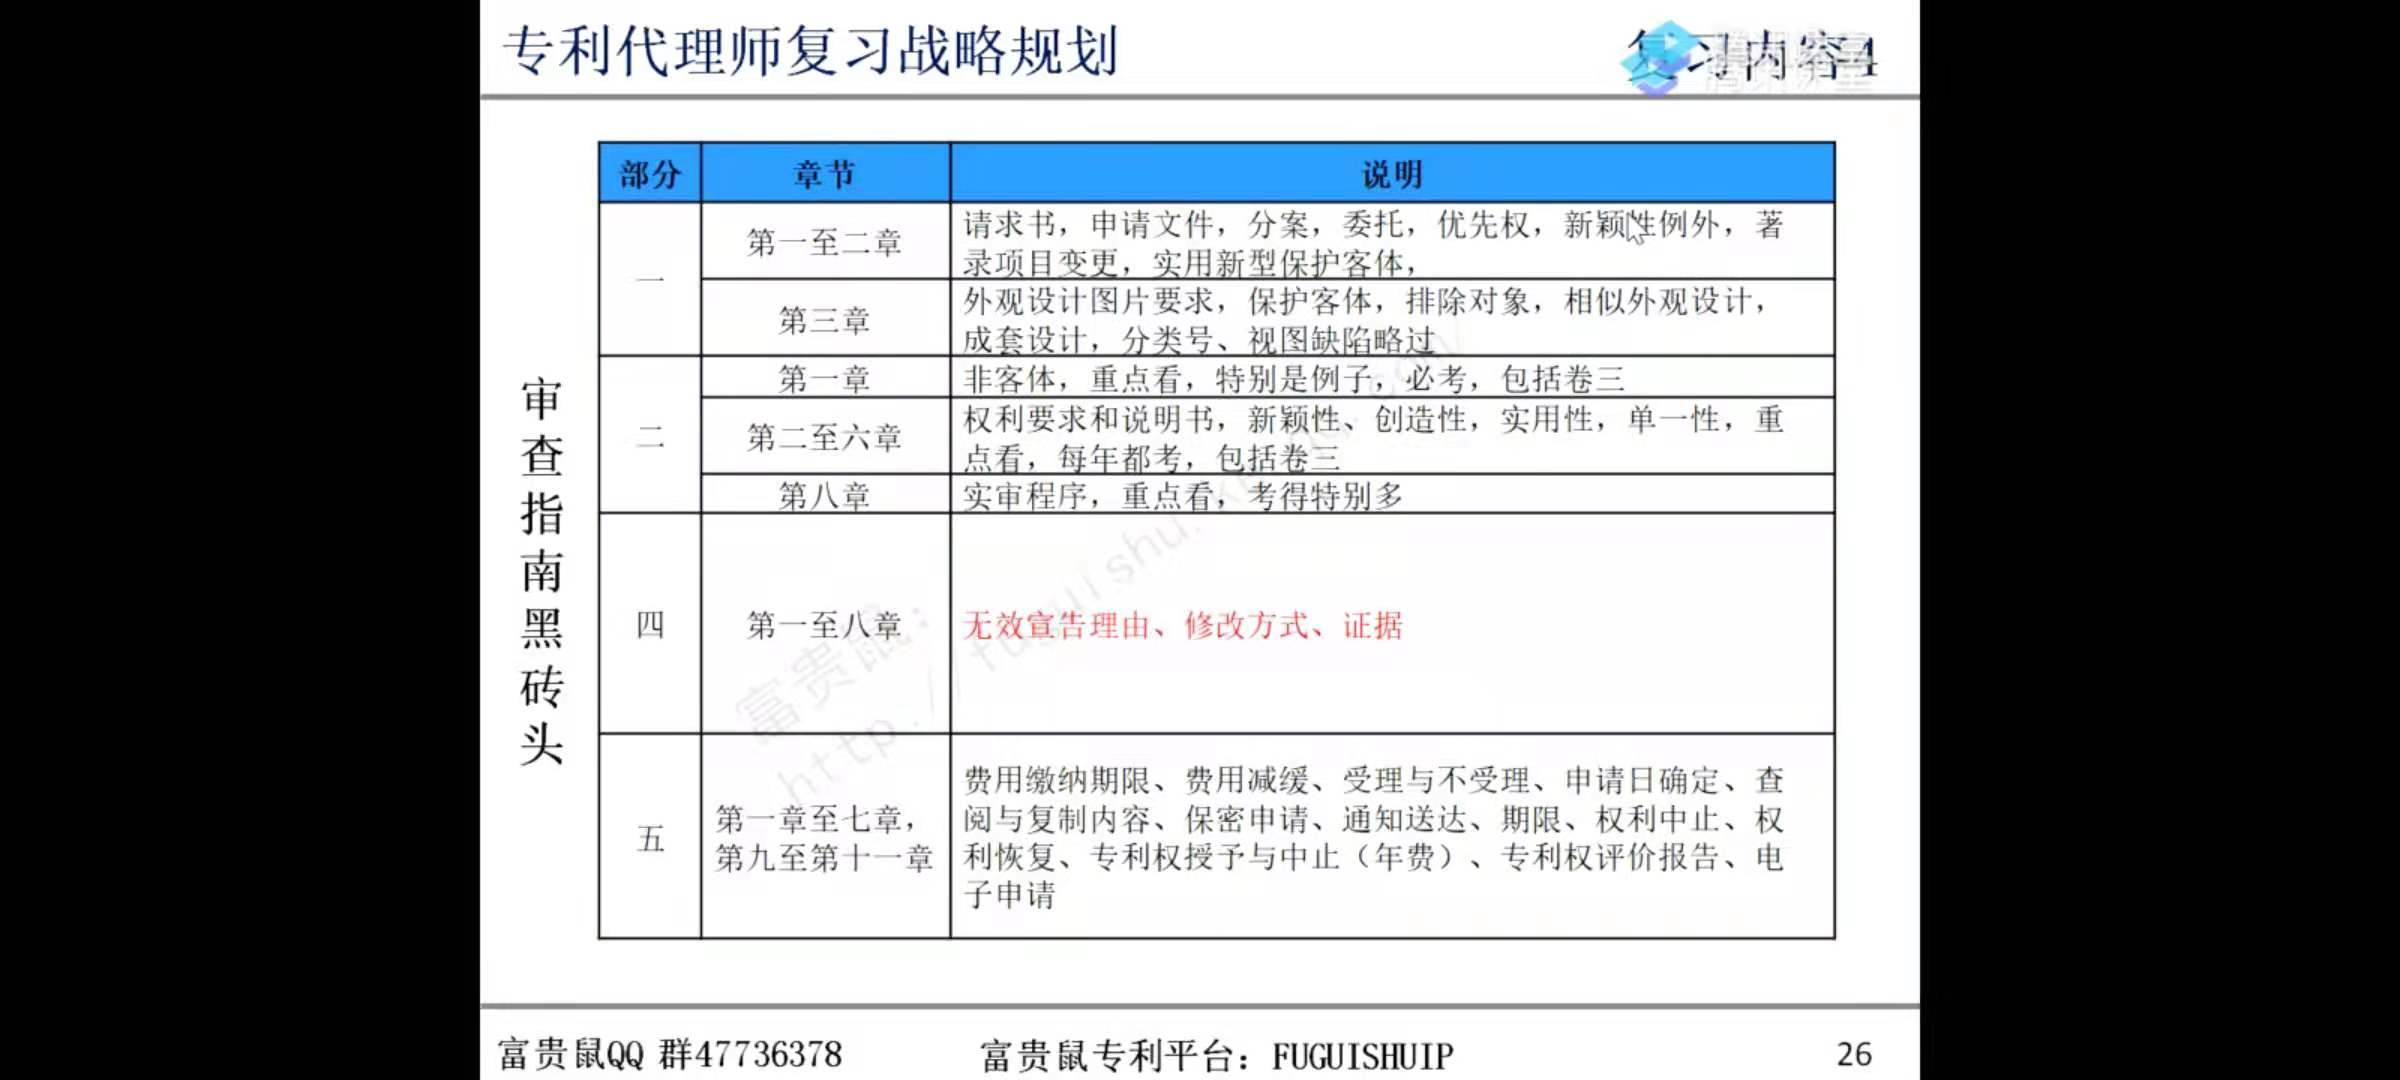 专利代理师复习战略规划
复习内容4
审查指南黑砖头
部分 章节 说明
一
第一至二章
请求书，申请文件，分案，委托，优先权，新颖性例外，著
录项目变更，实用新型保护客体，
第三章
外观设计图片要求，保护客体，排除对象，相似外观设计，
成套设计，分类号、视图缺陷略过
二
第一章
非客体，重点看，特别是例子，必考，包括卷三
第二至六章
权利要求和说明书，新颖性、创造性，实用性，单一性，重
点看，每年都考，包括卷三
第八章
实审程序，重点看，考得特别多
四
第一至八章
无效宣告理由、修改方式、证据
五
第一章至七章，
第九至第十一章
费用缴纳期限、费用减缓、受理与不受理、申请日确定、查
阅与复制内容、保密申请、通知送达、期限、权利中止、权
利恢复、专利权授予与中止（年费）、专利权评价报告、电
子申请
富贵鼠：
http://fuguishu.ke.qq.com/
富贵鼠QQ 群47736378
富贵鼠专利平台：FUGUISHUIP
26